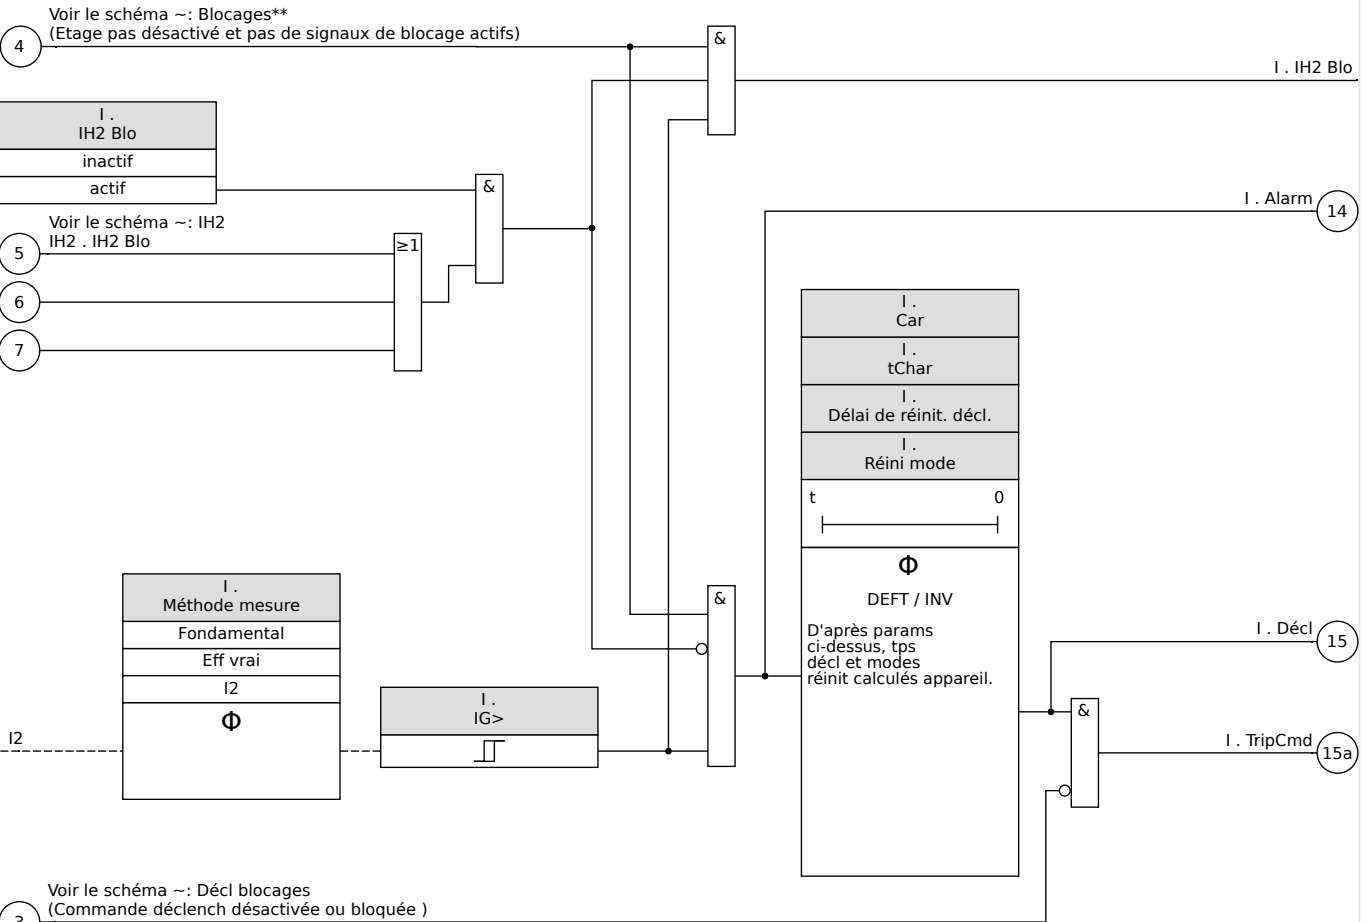 Voir le schéma ~: Blocages**
(Etage pas désactivé et pas de signaux de blocage actifs)
4
&
I . IH2 Blo
I .
IH2 Blo
inactif
actif
&
I . Alarm
14
Voir le schéma ~: IH2
IH2 . IH2 Blo
5
≥1
6
7
I .
Car
I .
tChar
I .
Délai de réinit. décl.
I .
Réini mode
t 0
Φ
DEFT / INV
D'après params
ci-dessus, tps
décl et modes
réinit calculés appareil.
I .
Méthode mesure
Fondamental
Eff vrai
I2
Φ
I2
I .
IG>
&
I . Décl
15
&
I . TripCmd
15a
Voir le schéma ~: Décl blocages
(Commande déclench désactivée ou bloquée )
3